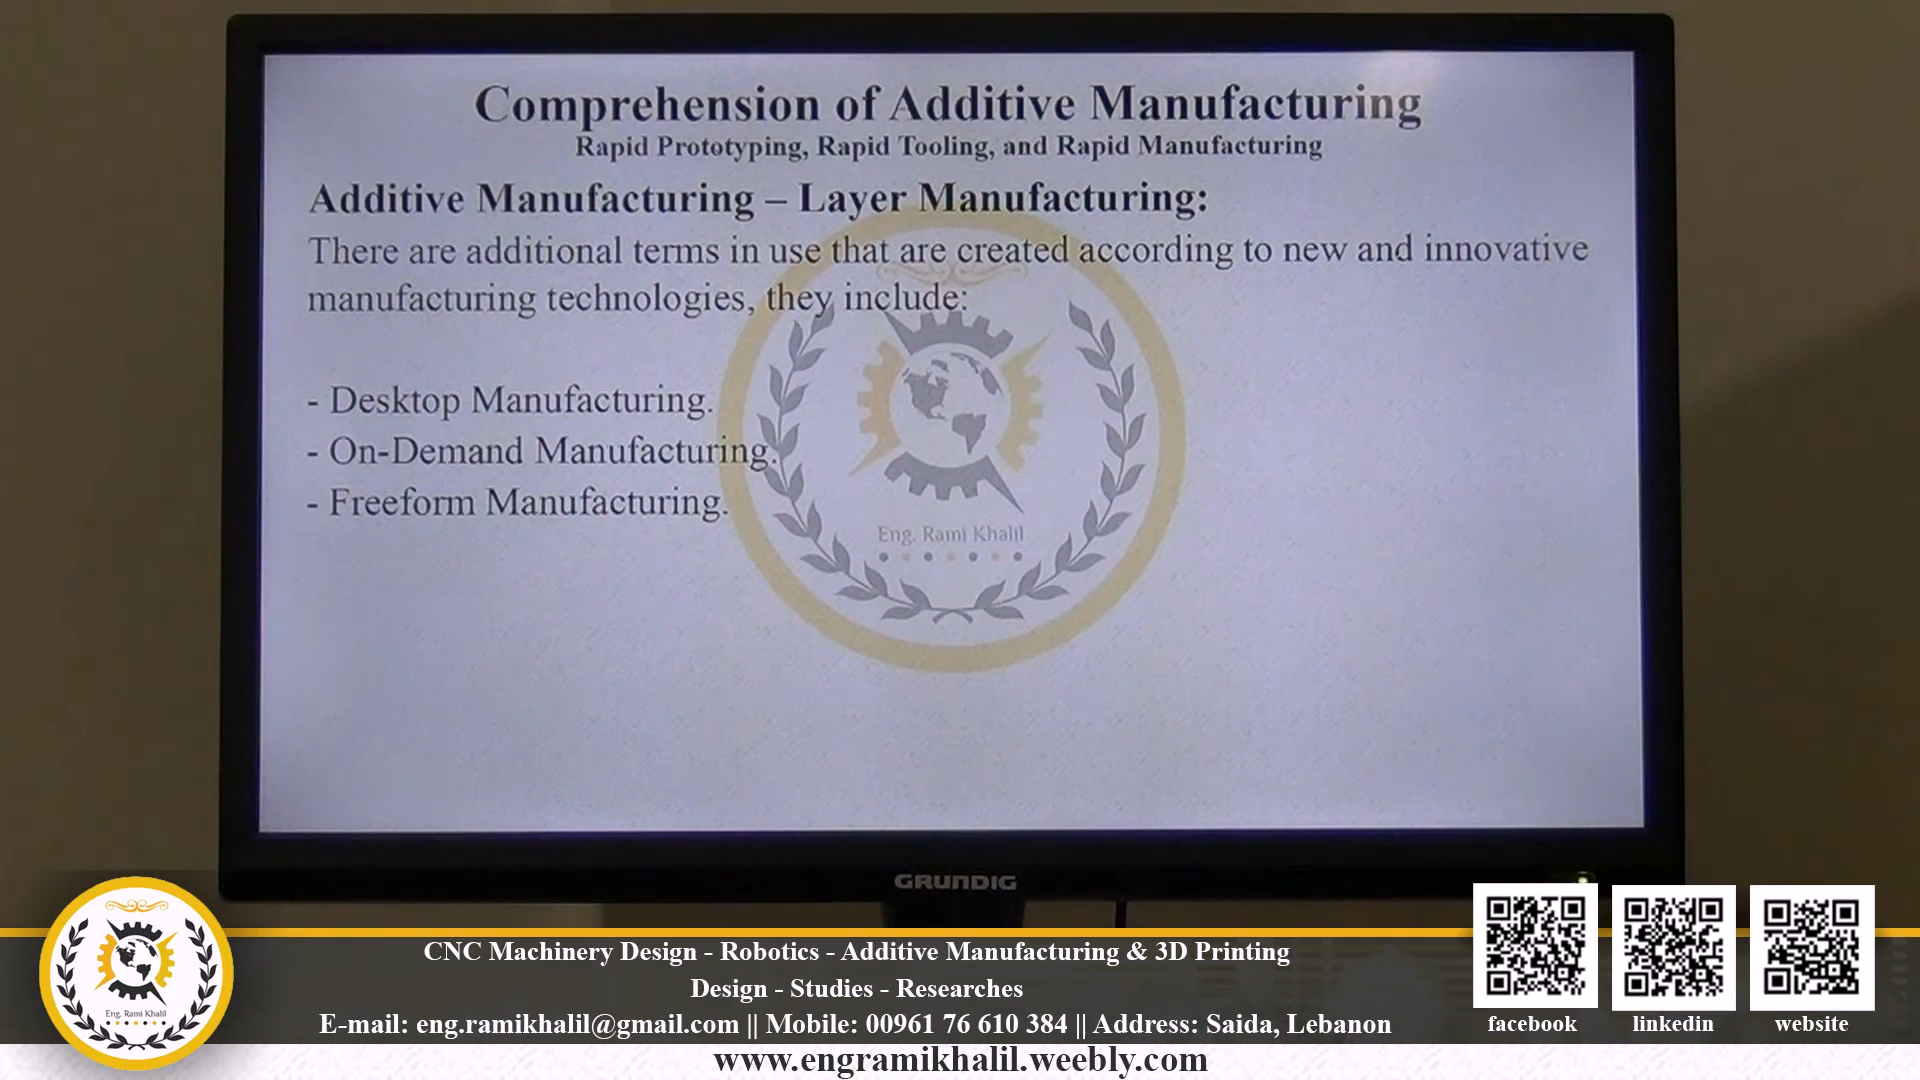 Comprehension of Additive Manufacturing
Rapid Prototyping, Rapid Tooling, and Rapid Manufacturing
Additive Manufacturing – Layer Manufacturing:
There are additional terms in use that are created according to new and innovative
manufacturing technologies, they include:
- Desktop Manufacturing.
- On-Demand Manufacturing.
- Freeform Manufacturing.
Eng. Rami Khalil
GRUNDIG
Eng. Rami Khalil
CNC Machinery Design - Robotics - Additive Manufacturing & 3D Printing
Design - Studies - Researches
E-mail: eng.ramikhalil@gmail.com || Mobile: 00961 76 610 384 || Address: Saida, Lebanon
www.engramikhalil.weebly.com
facebook
linkedin
website